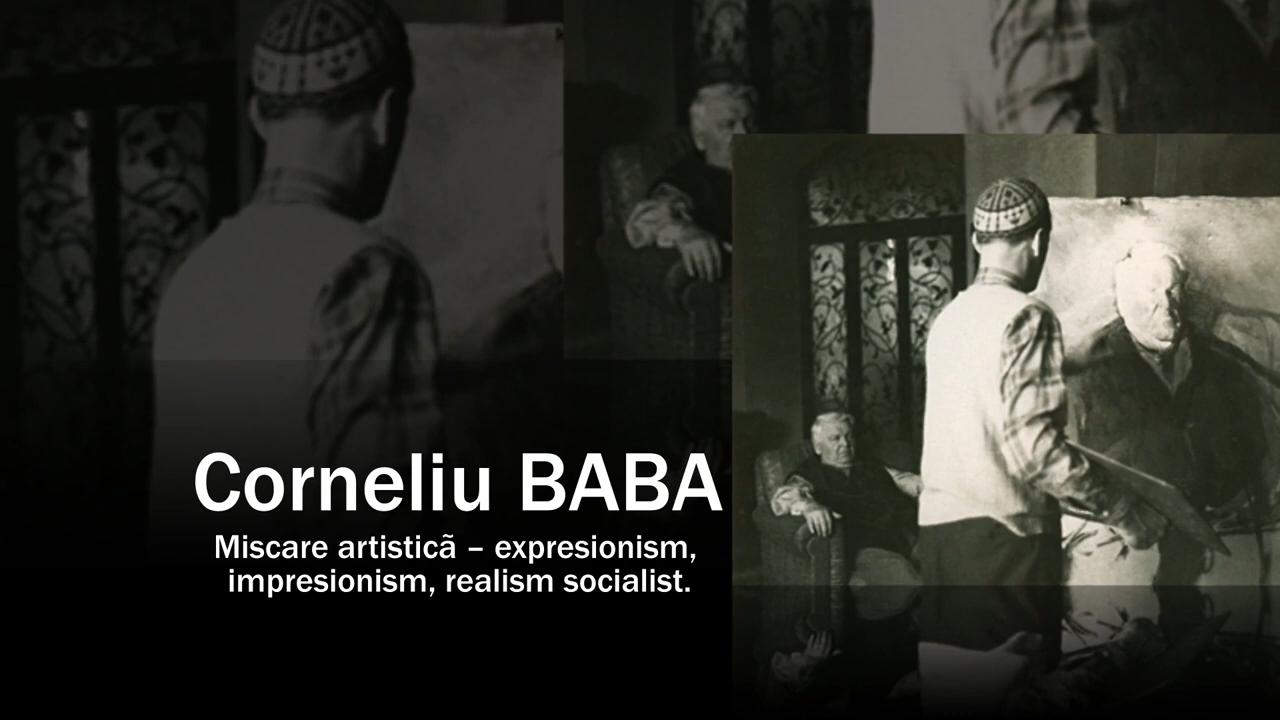 Corneliu BABA
Miscare artisticã – expresionism,
impresionism, realism socialist.